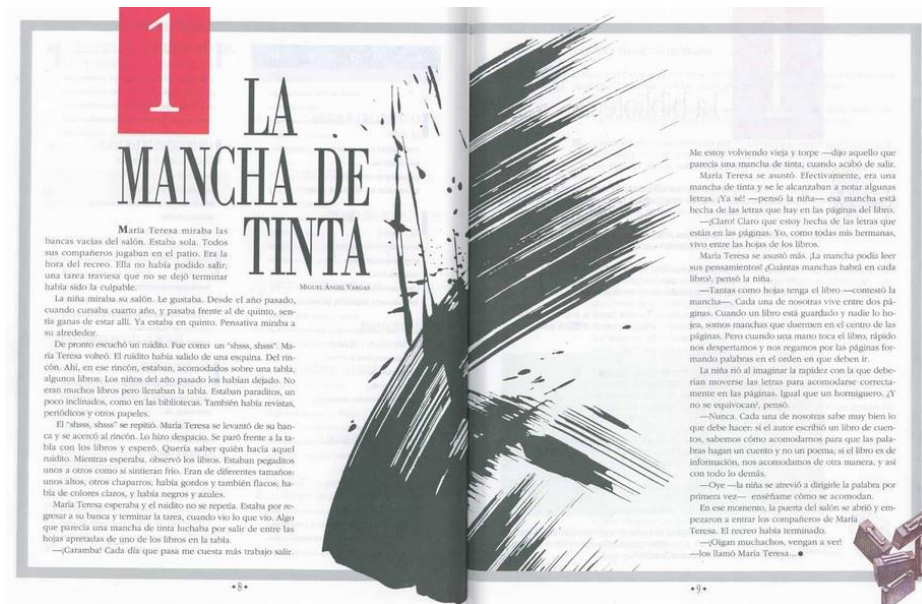 1
LA
MANCHA DE
TINTA
MIGUEL ÁNGEL VARGAS
María Teresa miraba las
bancas vacías del salón. Estaba sola. Todos
sus compañeros jugaban en el patio. Era la
hora del recreo. Ella no había podido salir;
una tarea traviesa que no se dejó terminar
había sido la culpable.
La niña miraba su salón. Le gustaba. Desde el año pasado,
cuando cursaba cuarto año, y pasaba frente al de quinto, sen-
tía ganas de estar allí. Ya estaba en quinto. Pensativa miraba a
su alrededor.
De pronto escuchó un ruidito. Fue como un "shsss, shsss". Ma-
ría Teresa volteó. El ruidito había salido de una esquina. Del rin-
cón. Ahí, en ese rincón, estaban, acomodados sobre una tabla,
algunos libros. Los niños del año pasado los habían dejado. No
eran muchos libros pero llenaban la tabla. Estaban paraditos, un
poco inclinados, como en las bibliotecas. También había revistas,
periódicos y otros papeles.
El "shsss, shsss" se repitió. María Teresa se levantó de su ban-
ca y se acercó al rincón. Lo hizo despacio. Se paró frente a la ta-
bla con los libros y esperó. Quería saber quién hacía aquel
ruidito. Mientras esperaba, observó los libros. Estaban pegaditos
unos a otros como si sintieran frío. Eran de diferentes tamaños:
unos altos, otros chaparros; había gordos y también flacos; ha-
bía de colores claros, y había negros y azules.
María Teresa esperaba y el ruidito no se repetía. Estaba por re-
gresar a su banca y terminar la tarea, cuando vio lo que vio. Algo
que parecía una mancha de tinta luchaba por salir de entre las
hojas apretadas de uno de los libros en la tabla.
—¡Caramba! Cada día que pasa me cuesta más trabajo salir.
•8•
Me estoy volviendo vieja y torpe —dijo aquello que
parecía una mancha de tinta, cuando acabó de salir.
María Teresa se asustó. Efectivamente, era una
mancha de tinta y se le alcanzaban a notar algunas
letras. ¡Ya sé! —pensó la niña— esa mancha está
hecha de las letras que hay en las páginas del libro.
—¡Claro! Claro que estoy hecha de las letras que
están en las páginas. Yo, como todas mis hermanas,
vivo entre las hojas de los libros.
María Teresa se asustó más. ¡La mancha podía leer
sus pensamientos! ¿Cuántas manchas habrá en cada
libro?, pensó la niña.
—Tantas como hojas tenga el libro —contestó la
mancha—. Cada una de nosotras vive entre dos pá-
ginas. Cuando un libro está guardado y nadie lo ho-
jea, somos manchas que duermen en el centro de las
páginas. Pero cuando una mano toca el libro, rápido
nos despertamos y nos regamos por las páginas for-
mando palabras en el orden en que deben ir.
La niña rió al imaginar la rapidez con la que debe-
rían moverse las letras para acomodarse correcta-
mente en las páginas. Igual que un hormiguero. ¿Y
no se equivocan?, pensó.
—Nunca. Cada una de nosotras sabe muy bien lo
que debe hacer: si el autor escribió un libro de cuen-
tos, sabemos cómo acomodarnos para que las pala-
bras hagan un cuento y no un poema; si el libro es de
información, nos acomodamos de otra manera, y así
con todo lo demás.
—Oye —la niña se atrevió a dirigirle la palabra por
primera vez— enséñame cómo se acomodan.
En ese momento, la puerta del salón se abrió y em-
pezaron a entrar los compañeros de María
Teresa. El recreo había terminado.
—¡Oigan muchachos, vengan a ver!
—los llamó María Teresa...●
•9•